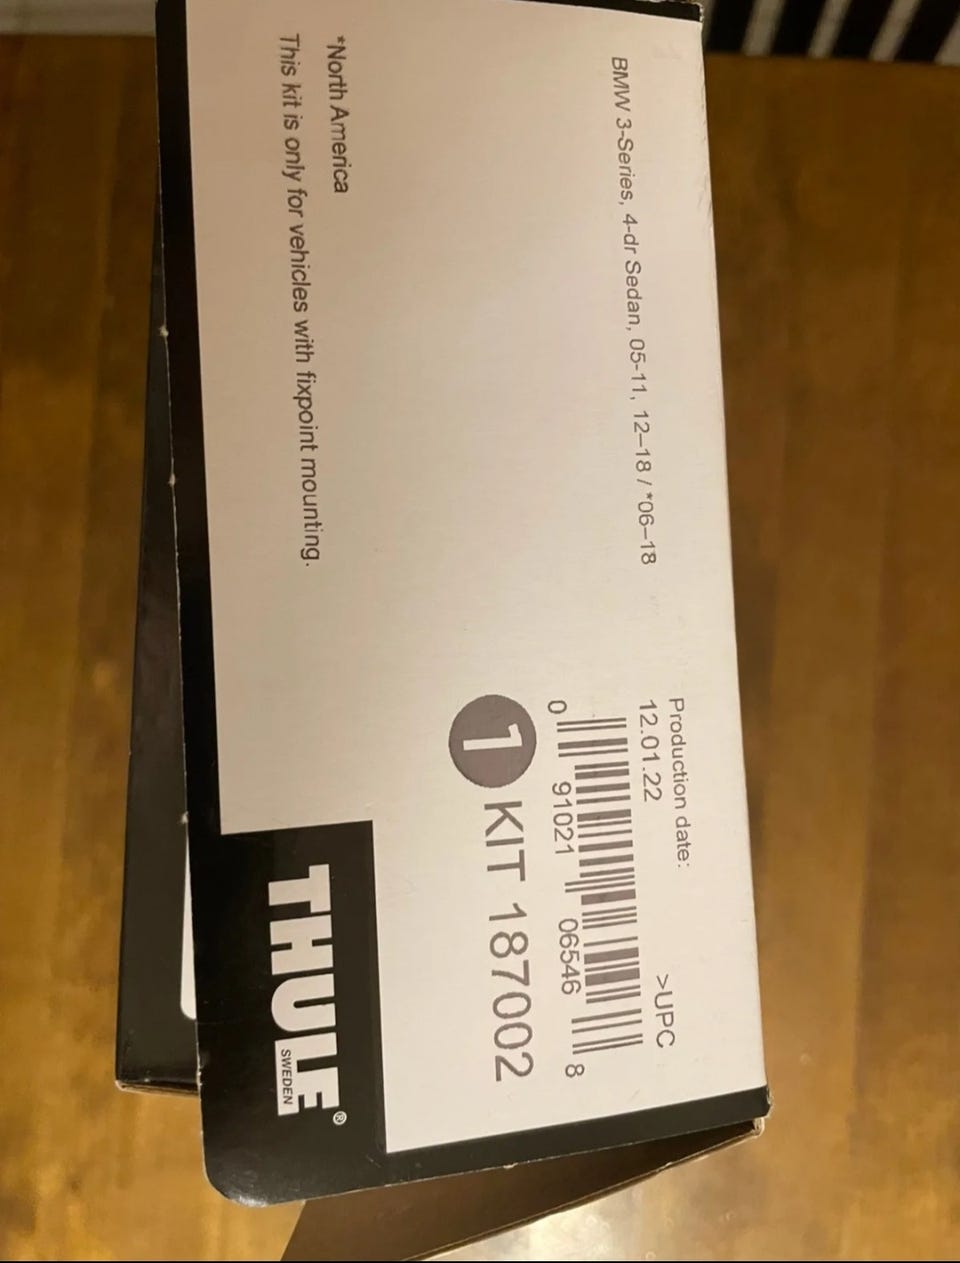 BMW 3-Series, 4-dr Sedan, 05-11, 12–18 / *06–18
*North America
This kit is only for vehicles with fixpoint mounting.
Production date:
12.01.22
>UPC
0 91021 06546 8
1 KIT 187002
THULE®
SWEDEN